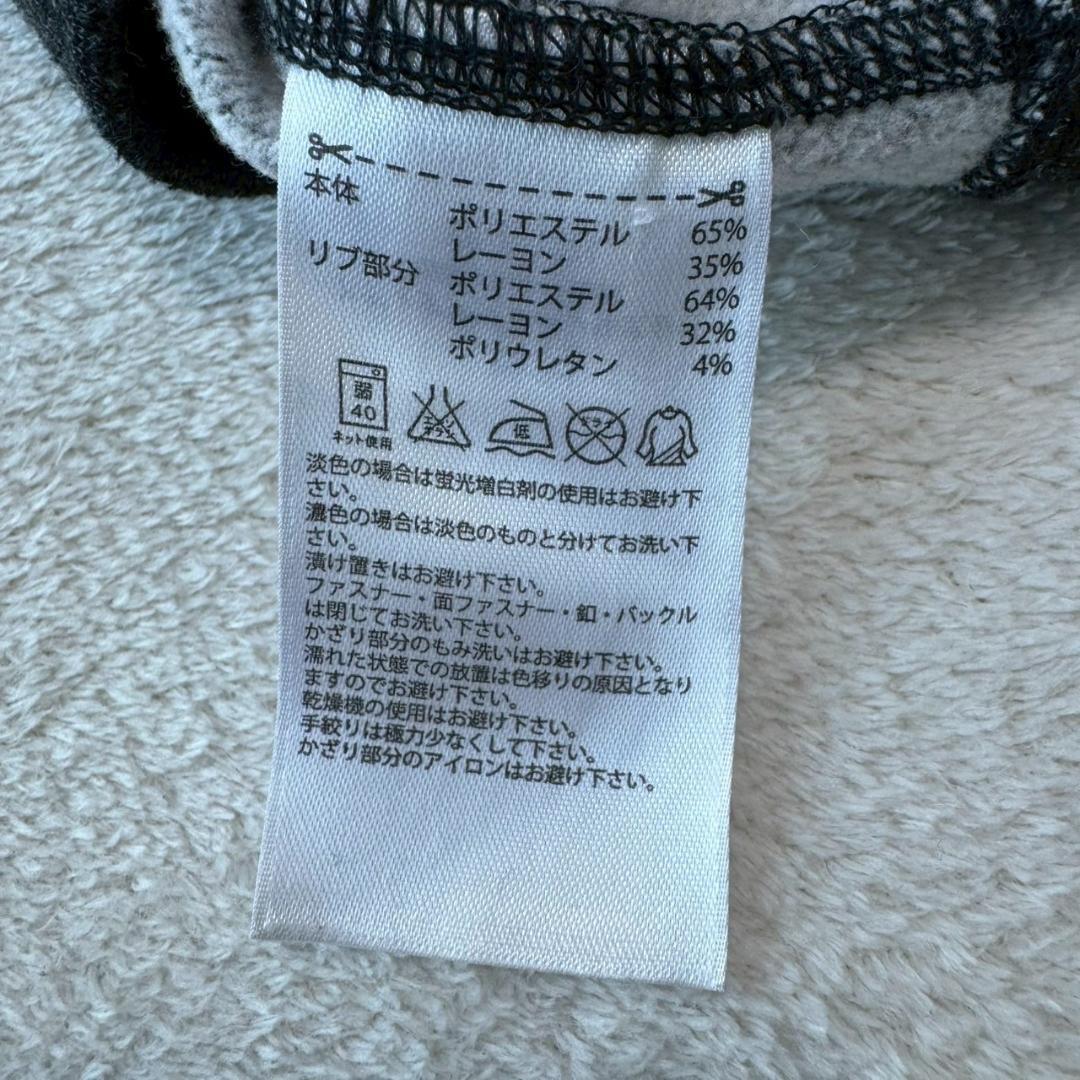 本体 ポリエステル 65%
レーヨン 35%
リブ部分 ポリエステル 64%
レーヨン 32%
ポリウレタン 4%
弱
40
ネット使用
エンソ
サラシ
低
ドライ
淡色の場合は蛍光増白剤の使用はお避け下
さい。
濃色の場合は淡色のものと分けてお洗い下
さい。
漬け置きはお避け下さい。
ファスナー・面ファスナー・釦・バックル
は閉じてお洗い下さい。
かざり部分のもみ洗いはお避け下さい。
濡れた状態での放置は色移りの原因となり
ますのでお避け下さい。
乾燥機の使用はお避け下さい。
手絞りは極力少なくして下さい。
かざり部分のアイロンはお避け下さい。